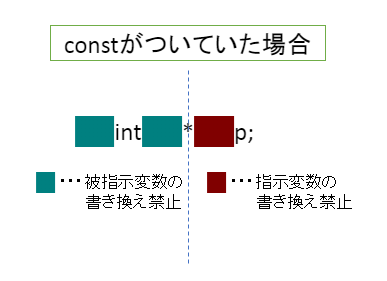 constがついていた場合
int * p;
・・・被指示変数の
書き換え禁止
・・・指示変数の
書き換え禁止